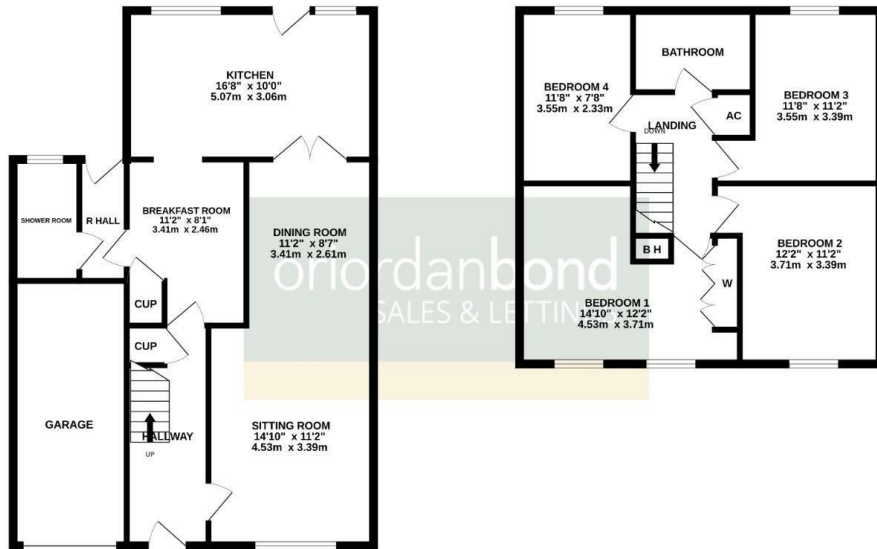 KITCHEN
16'8" x 10'0"
5.07m x 3.06m
SHOWER ROOM
R HALL
BREAKFAST ROOM
11'2" x 8'1"
3.41m x 2.46m
DINING ROOM
11'2" x 8'7"
3.41m x 2.61m
CUP
CUP
GARAGE
HALLWAY
UP
SITTING ROOM
14'10" x 11'2"
4.53m x 3.39m
BEDROOM 4
11'8" x 7'8"
3.55m x 2.33m
BATHROOM
BEDROOM 3
11'8" x 11'2"
3.55m x 3.39m
AC
LANDING
DOWN
B H
BEDROOM 2
12'2" x 11'2"
3.71m x 3.39m
W
BEDROOM 1
14'10" x 12'2"
4.53m x 3.71m
oriordanbond
SALES & LETTINGS